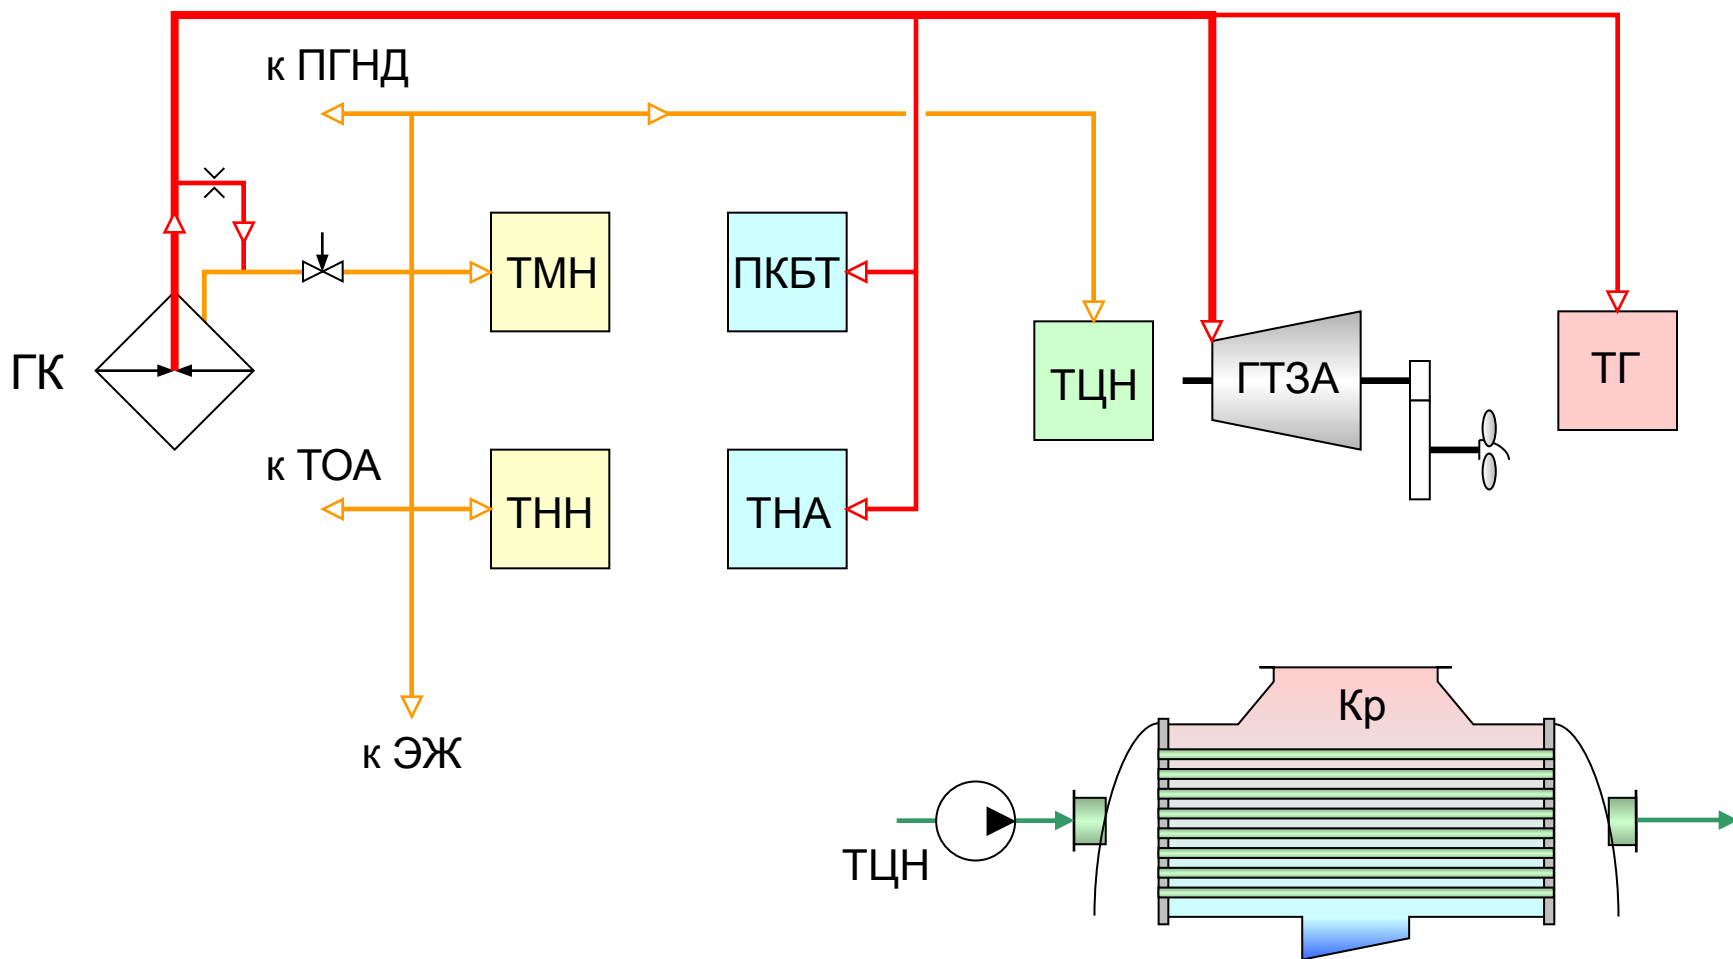 к ПГНД
ТМН
ПКБТ
ГК
ТЦН
ГТЗА
ТГ
к ТОА
ТНН
ТНА
к ЭЖ
Кр
ТЦН